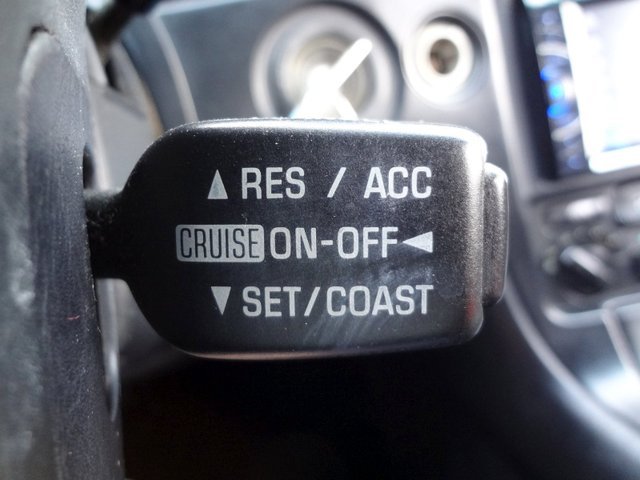 ▲ RES / ACC
CRUISE ON-OFF ◄
▼ SET/COAST